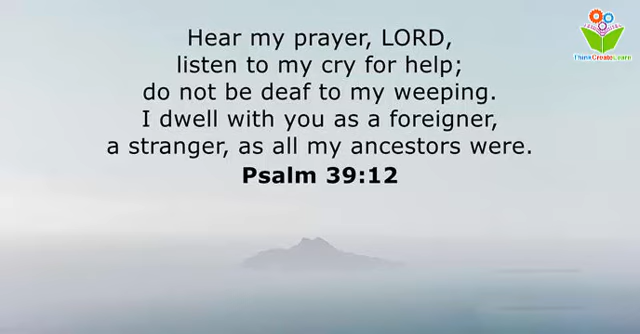 Hear my prayer, LORD,
listen to my cry for help;
do not be deaf to my weeping.
I dwell with you as a foreigner,
a stranger, as all my ancestors were.
Psalm 39:12
ThinkCreateLearn